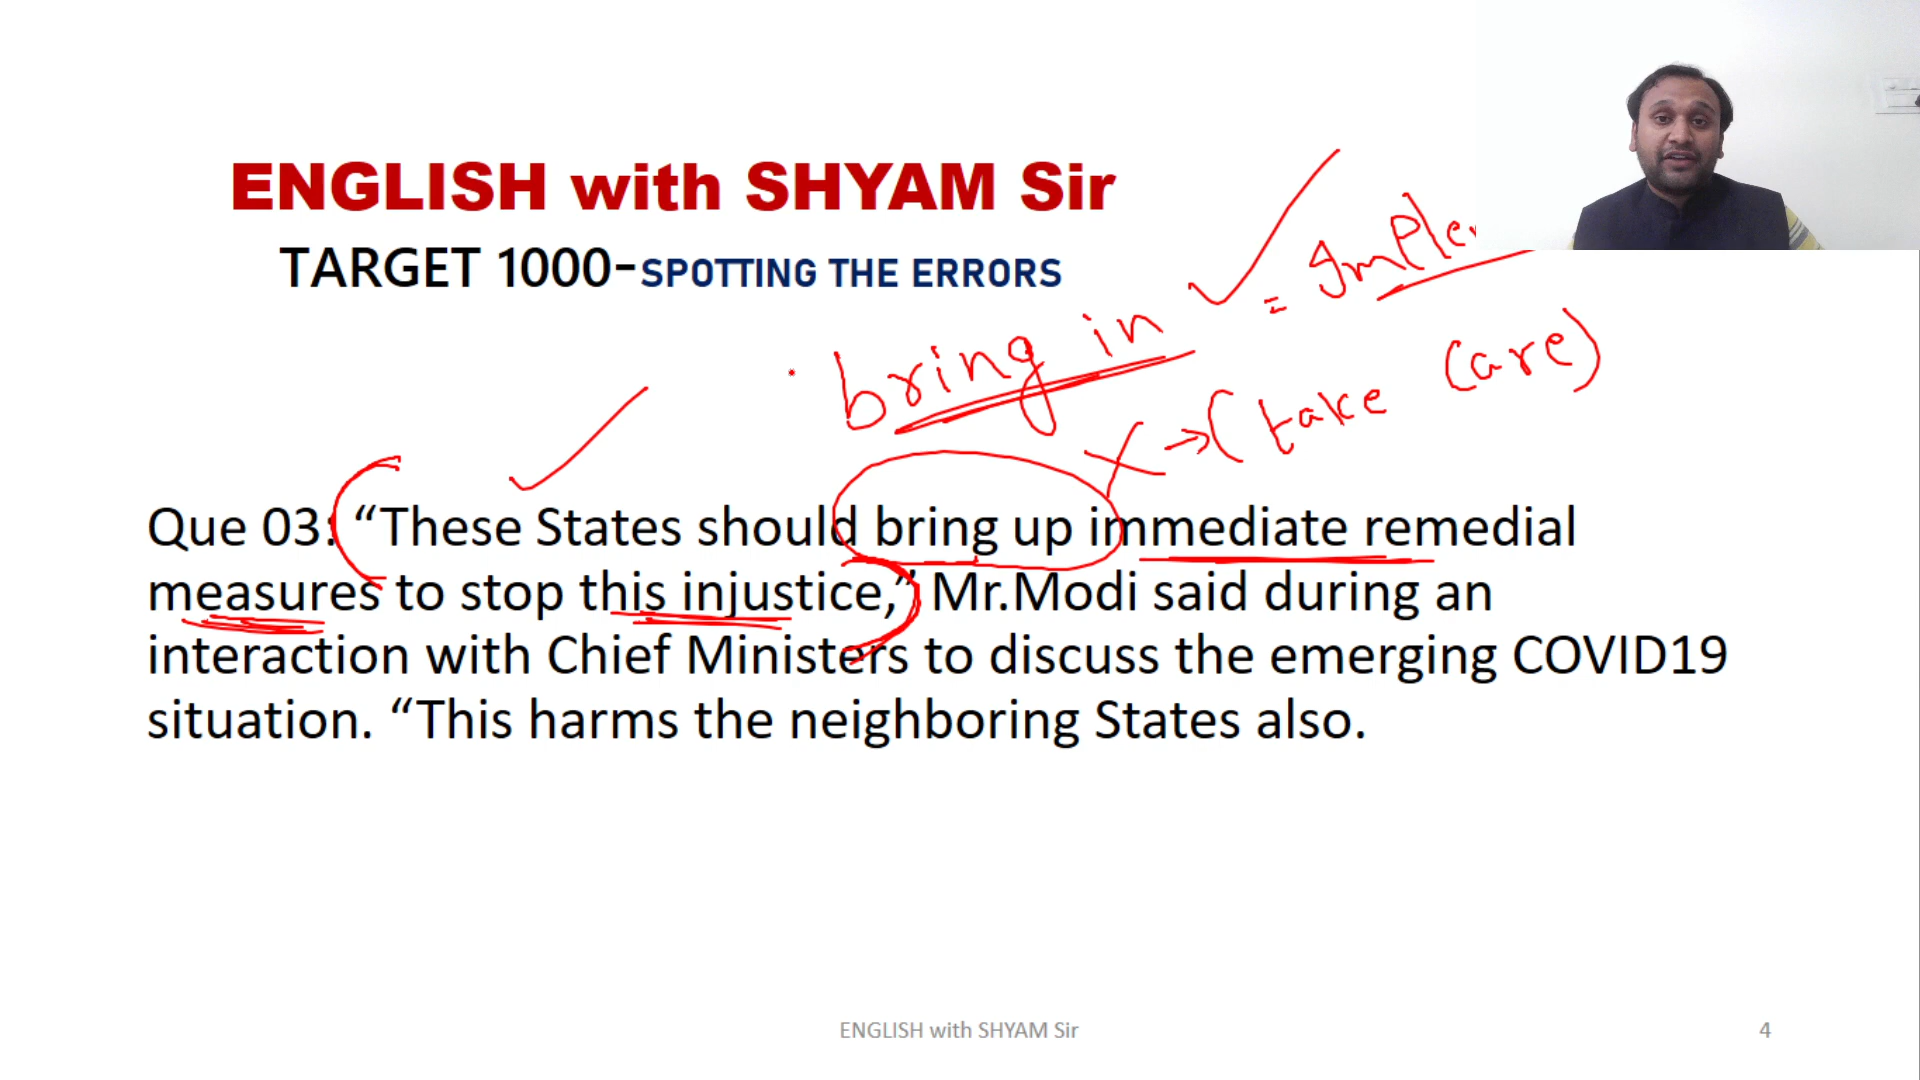 ENGLISH with SHYAM Sir
TARGET 1000-SPOTTING THE ERRORS
bring in = Imple
(take care)
Que 03: “These States should bring up immediate remedial
measures to stop this injustice,” Mr.Modi said during an
interaction with Chief Ministers to discuss the emerging COVID19
situation. “This harms the neighboring States also.
ENGLISH with SHYAM Sir
4